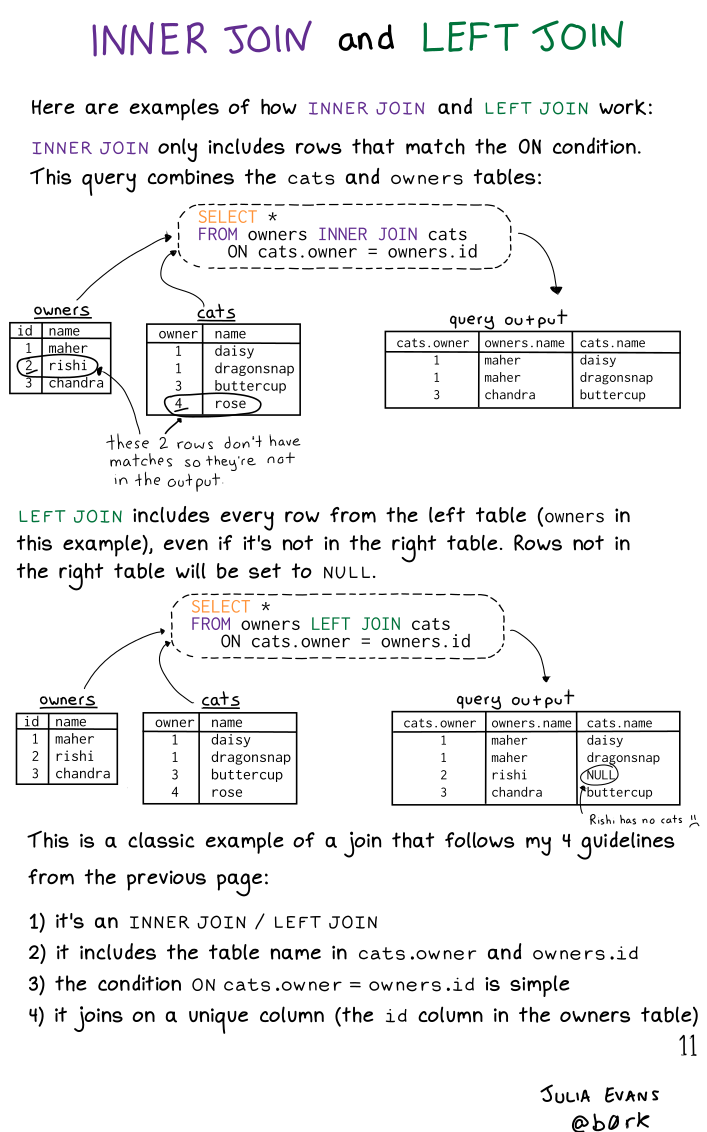 INNER JOIN and LEFT JOIN
Here are examples of how INNER JOIN and LEFT JOIN work:
INNER JOIN only includes rows that match the ON condition.
This query combines the cats and owners tables:
SELECT *
FROM owners INNER JOIN cats
ON cats.owner = owners.id
owners
id name
1 maher
2 rishi
3 chandra
cats
owner name
1 daisy
1 dragonsnap
3 buttercup
4 rose
these 2 rows don't have
matches so they're not
in the output.
query output
cats.owner owners.name cats.name
1 maher daisy
1 maher dragonsnap
3 chandra buttercup
LEFT JOIN includes every row from the left table (owners in
this example), even if it's not in the right table. Rows not in
the right table will be set to NULL.
SELECT *
FROM owners LEFT JOIN cats
ON cats.owner = owners.id
owners
id name
1 maher
2 rishi
3 chandra
cats
owner name
1 daisy
1 dragonsnap
3 buttercup
4 rose
query output
cats.owner owners.name cats.name
1 maher daisy
1 maher dragonsnap
2 rishi NULL
3 chandra buttercup
Rishi has no cats
This is a classic example of a join that follows my 4 guidelines
from the previous page:
1) it's an INNER JOIN / LEFT JOIN
2) it includes the table name in cats.owner and owners.id
3) the condition ON cats.owner = owners.id is simple
4) it joins on a unique column (the id column in the owners table)
11
JULIA EVANS
@b0rk